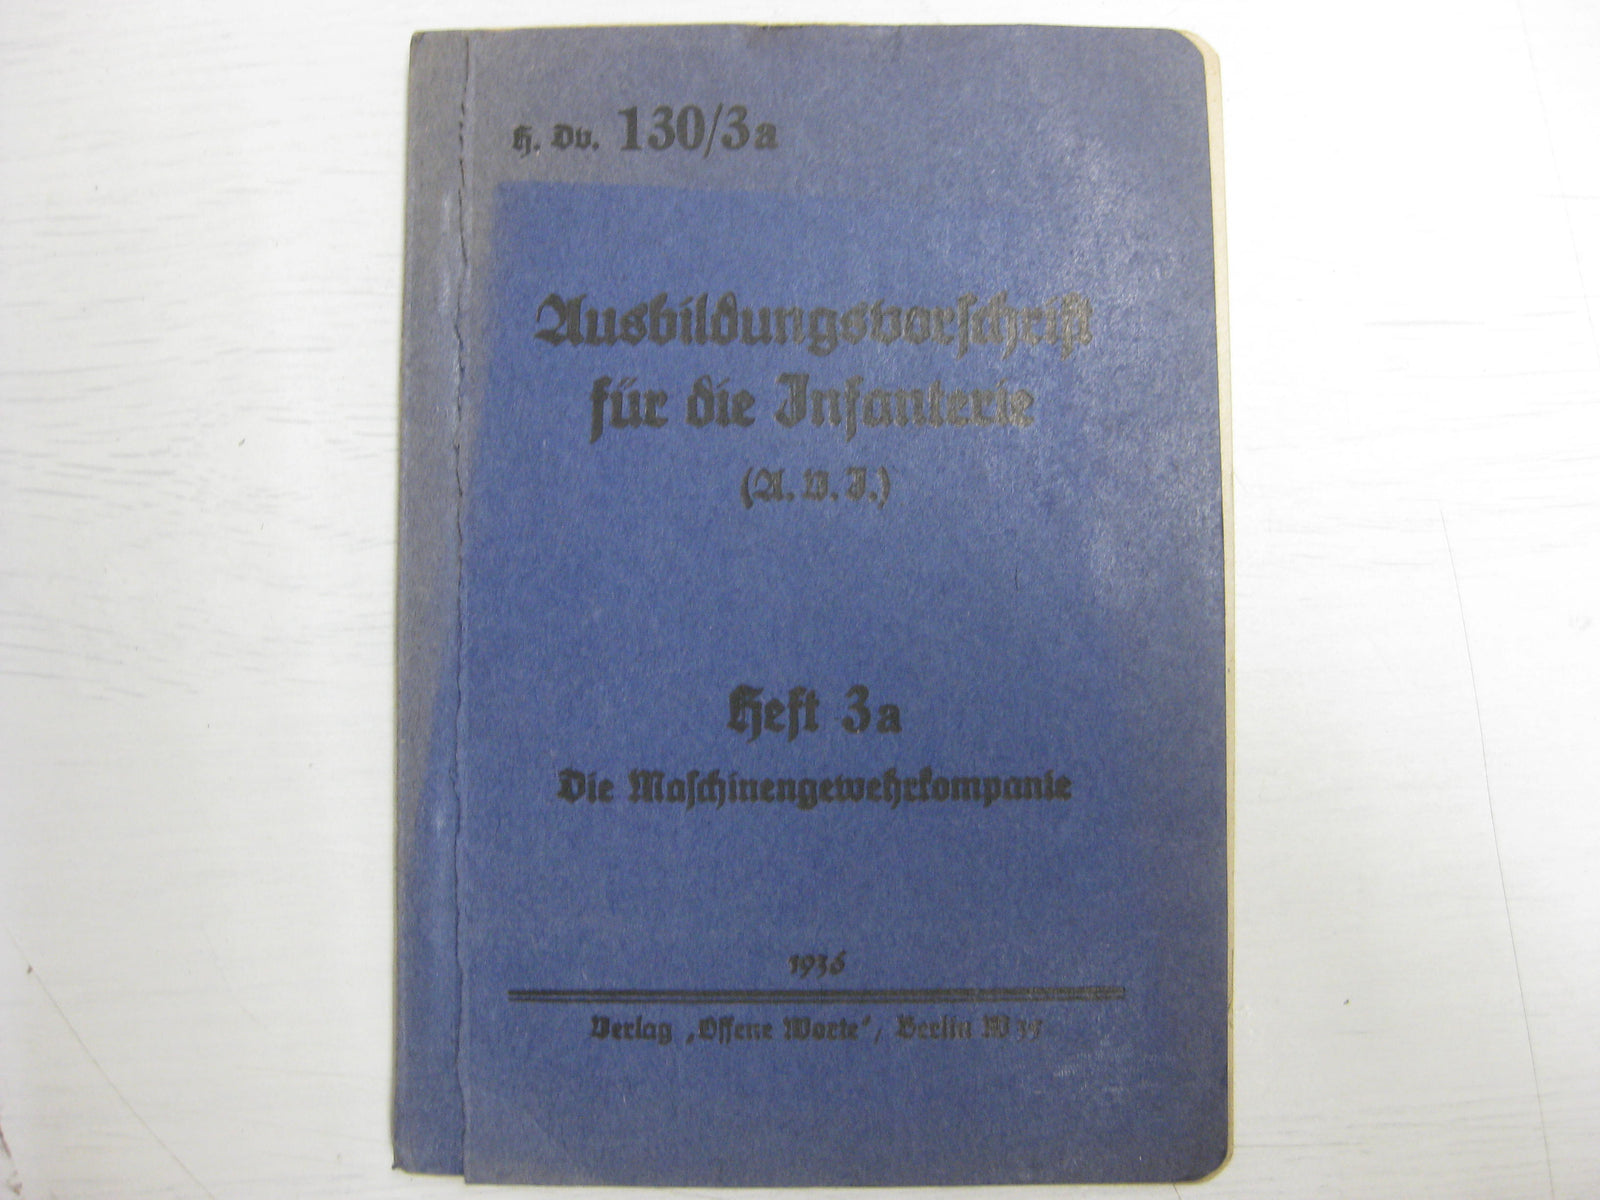 H. Dv. 130/3a
Ausbildungsvorschrift
für die Infanterie
(A. V. I.)
Heft 3a
Die Maschinengewehrkompanie
1936
Verlag „Offene Worte“, Berlin W 35